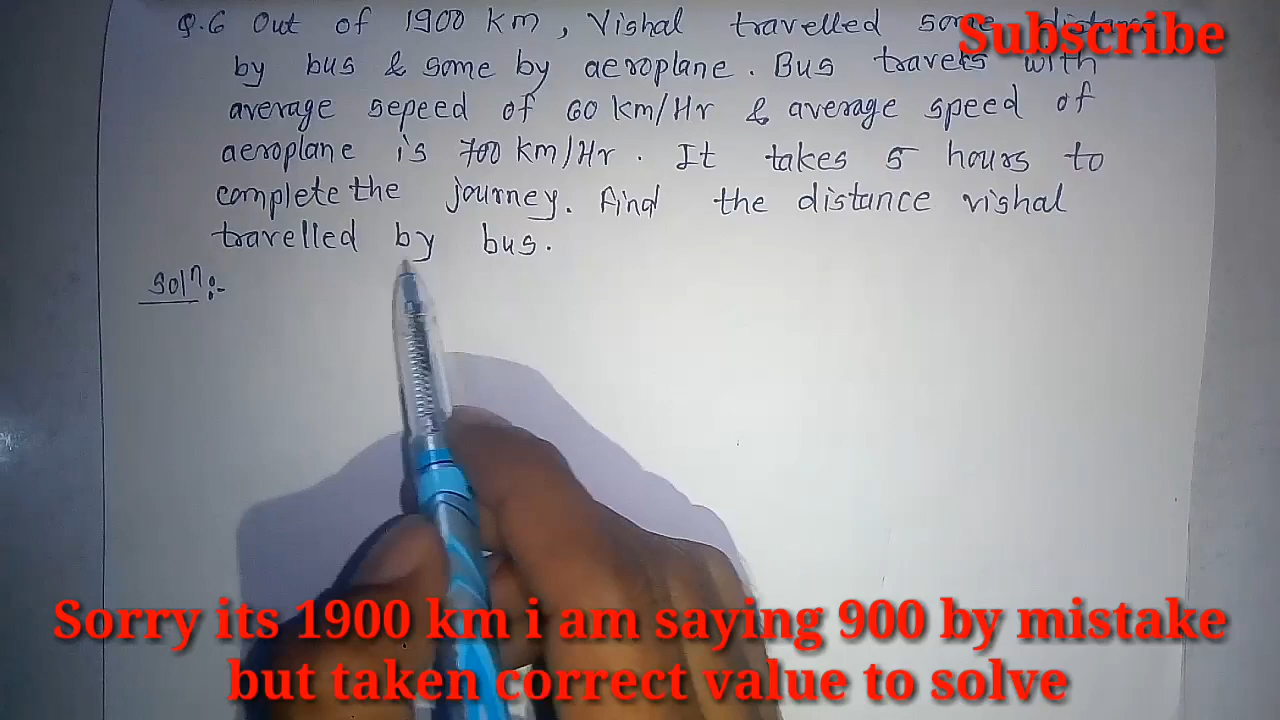 Q.6 Out of 1900 km, Vishal travelled some distance
Subscribe
by bus & some by aeroplane. Bus travels with
average sepeed of 60 km/Hr & average speed of
aeroplane is 700 km/Hr. It takes 5 hours to
complete the journey. Find the distance vishal
travelled by bus.
Solⁿ:-
Sorry its 1900 km i am saying 900 by mistake
but taken correct value to solve